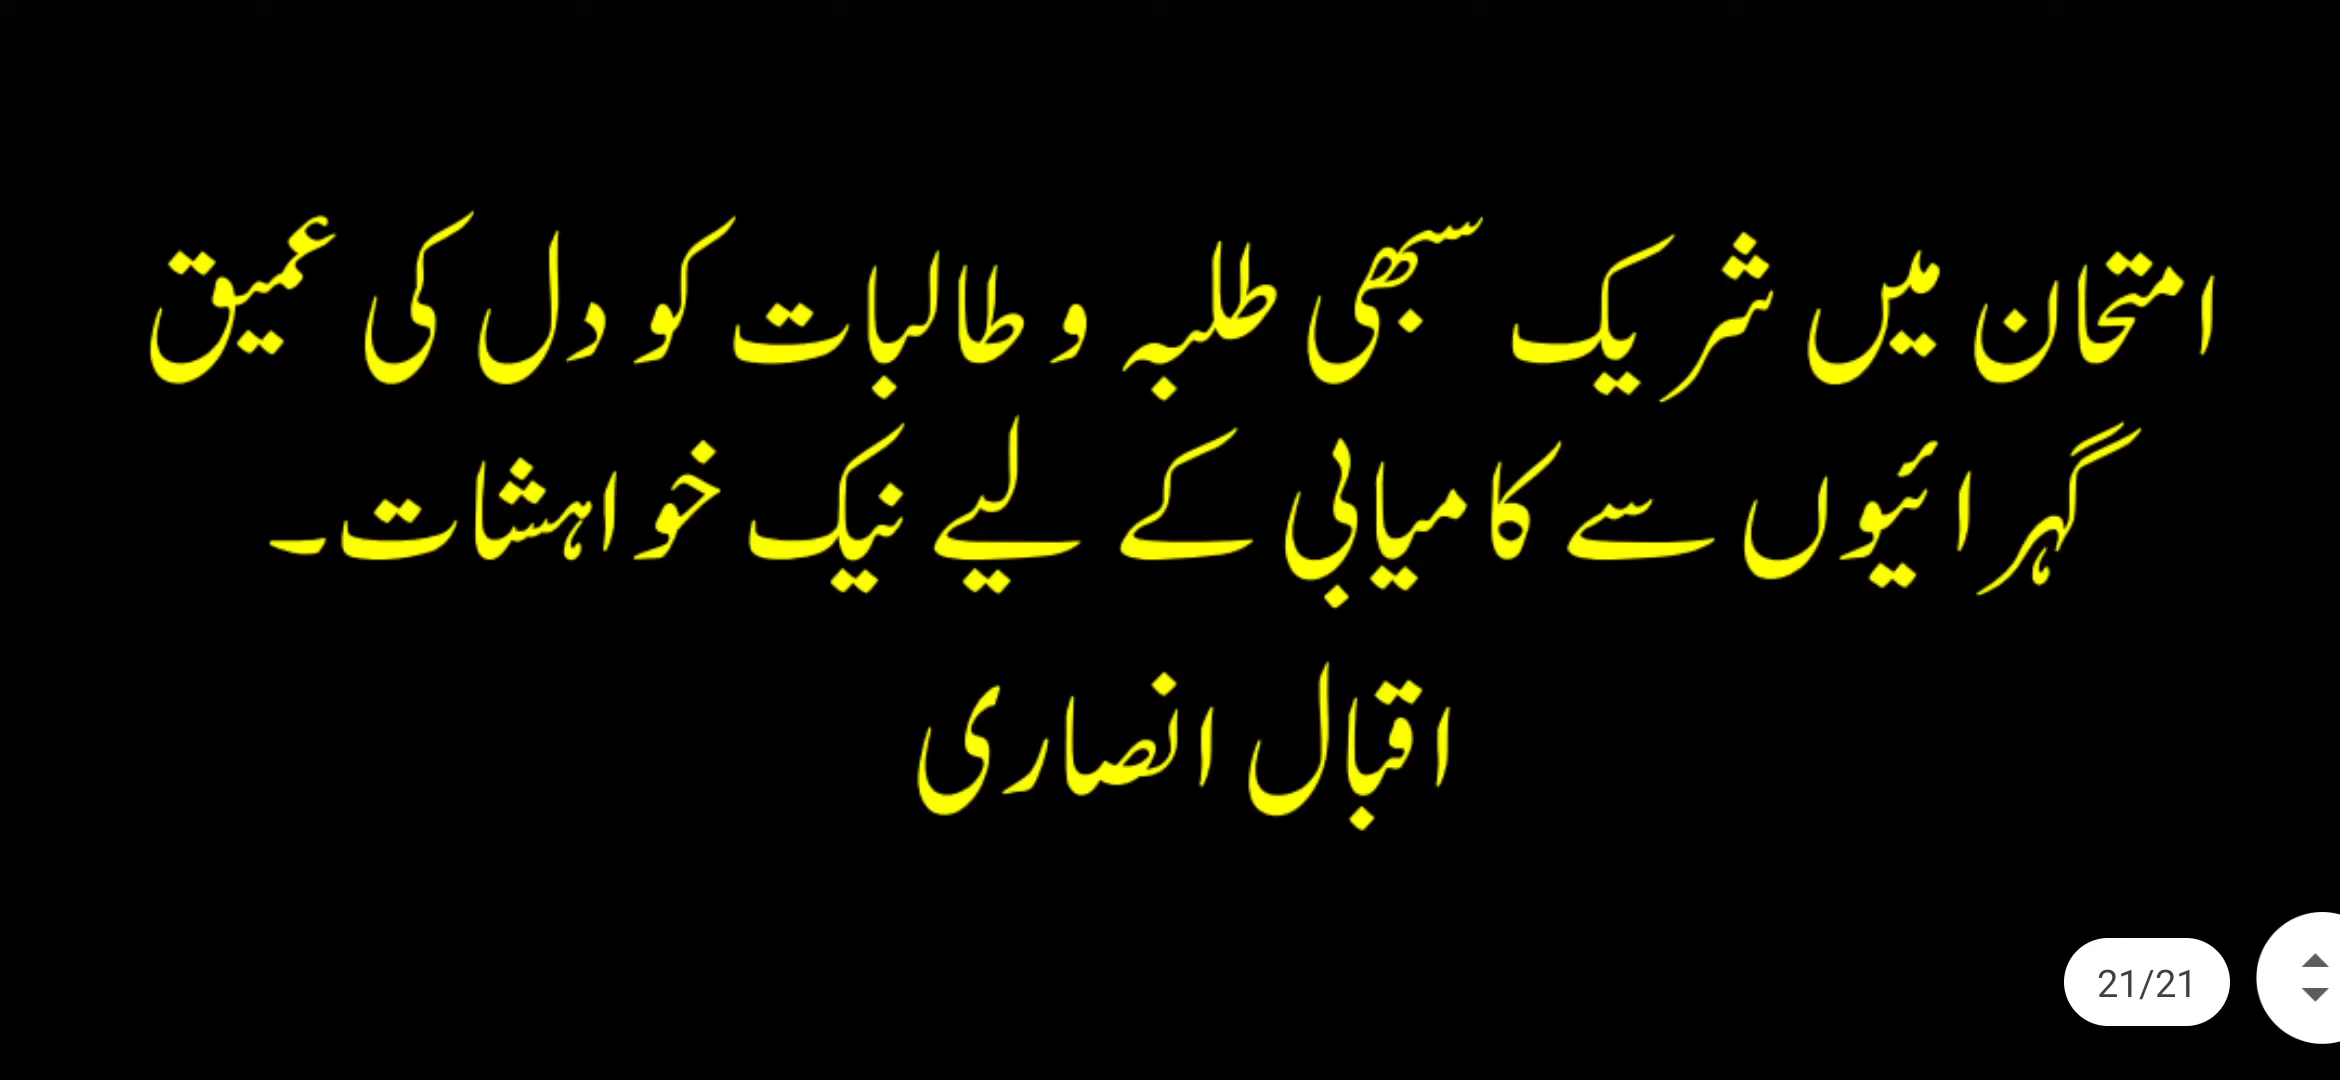 امتحان میں شریک سبھی طلبہ و طالبات کو دل کی عمیق
گہرائیوں سے کامیابی کے لیے نیک خواہشات۔
اقبال انصاری
21/21